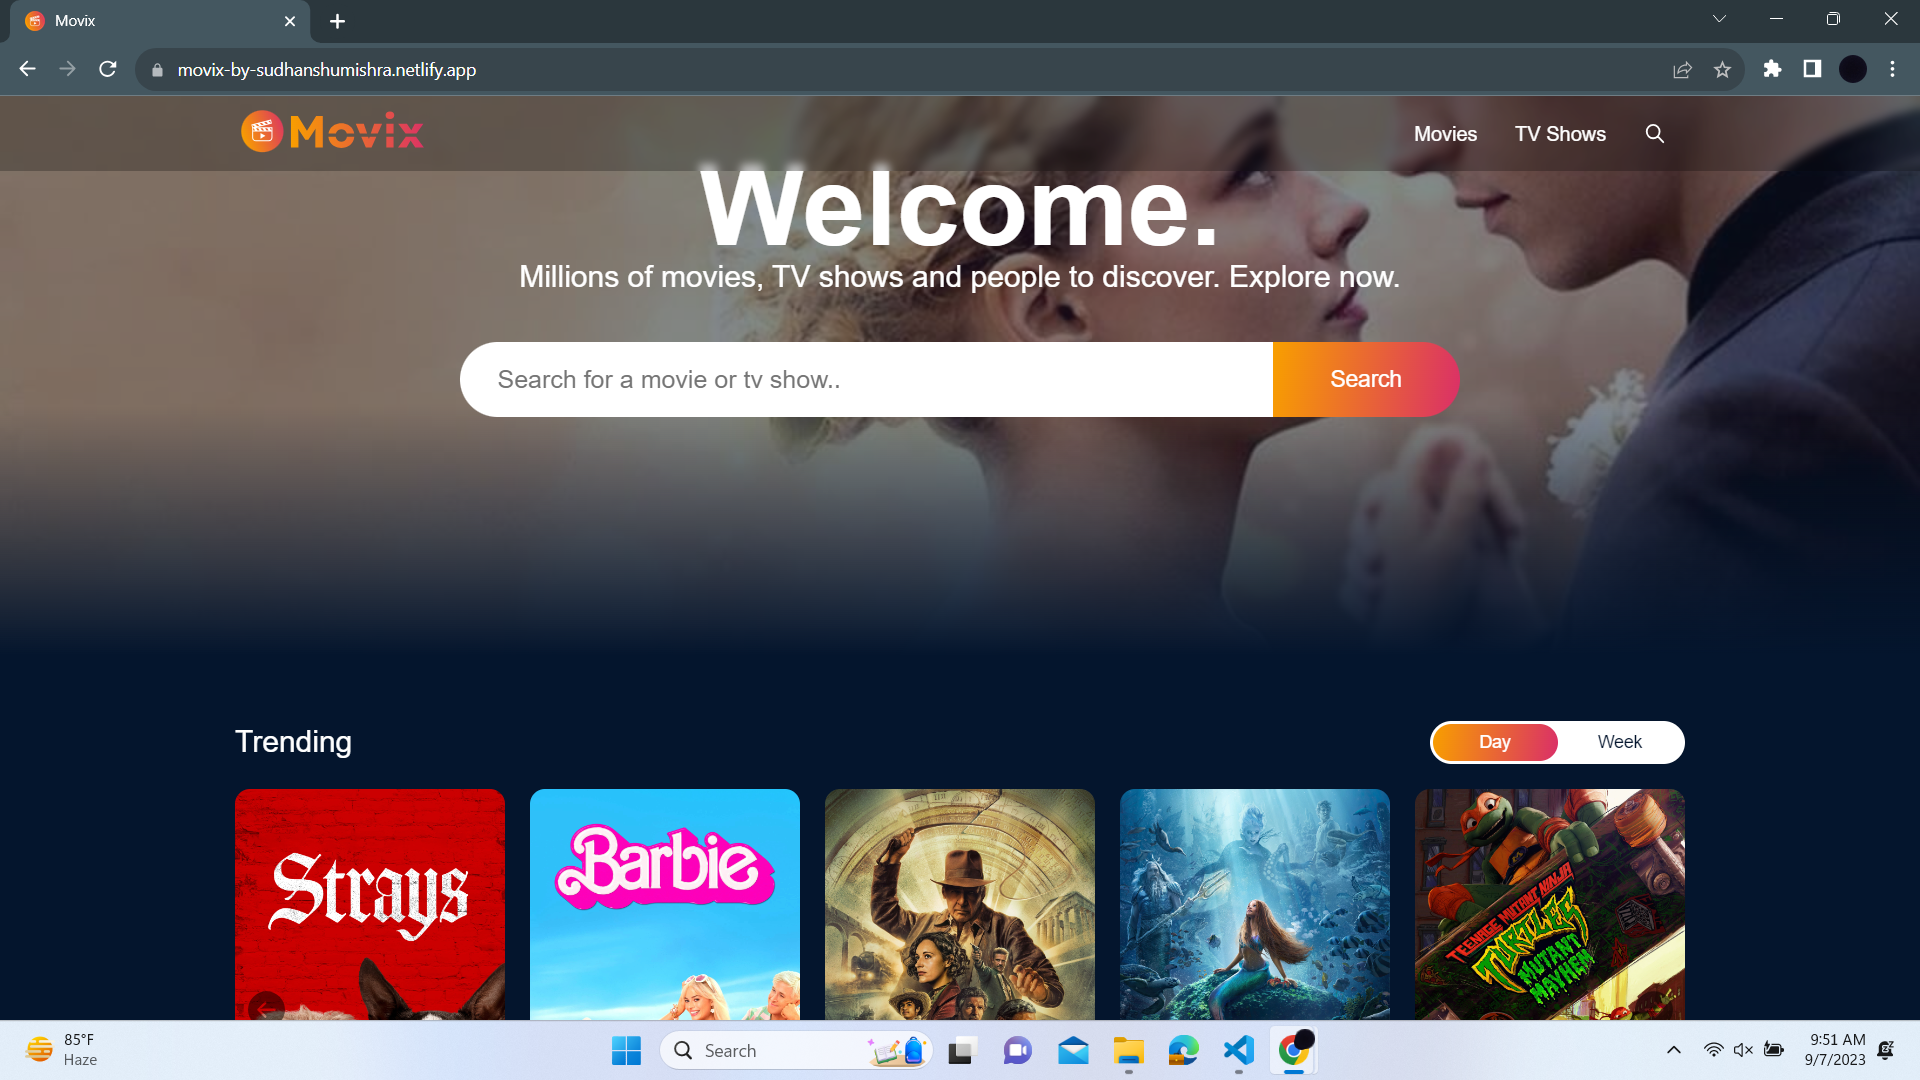 Movix
movix-by-sudhanshumishra.netlify.app
Movix
Movies
TV Shows
Welcome.
Millions of movies, TV shows and people to discover. Explore now.
Search for a movie or tv show..
Search
Trending
Day
Week
Strays
Barbie
TEENAGE MUTANT NINJA
TURTLES
MUTANT
MAYHEM
85°F
Haze
Search
9:51 AM
9/7/2023